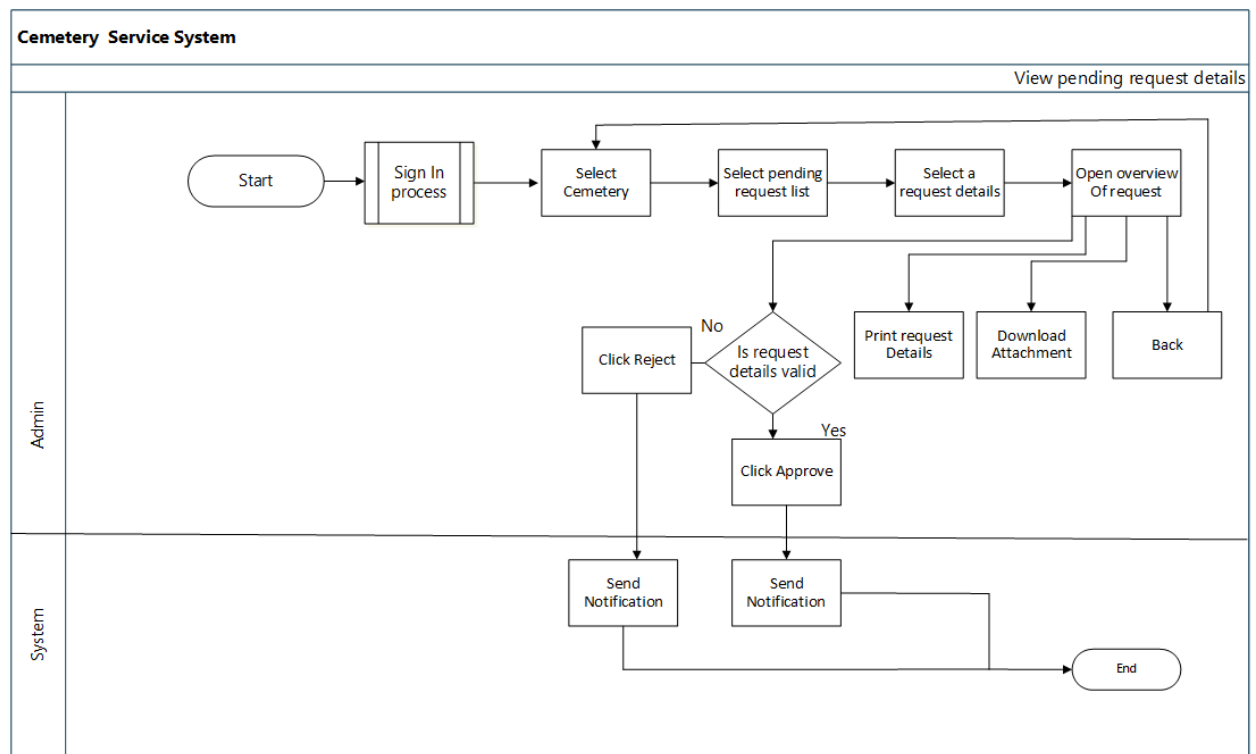 Cemetery Service System
View pending request details
Start
Sign In
process
Select
Cemetery
Select pending
request list
Select a
request details
Open overview
Of request
No
Click Reject
Is request
details valid
Print request
Details
Download
Attachment
Back
Yes
Click Approve
Admin
Send
Notification
Send
Notification
System
End